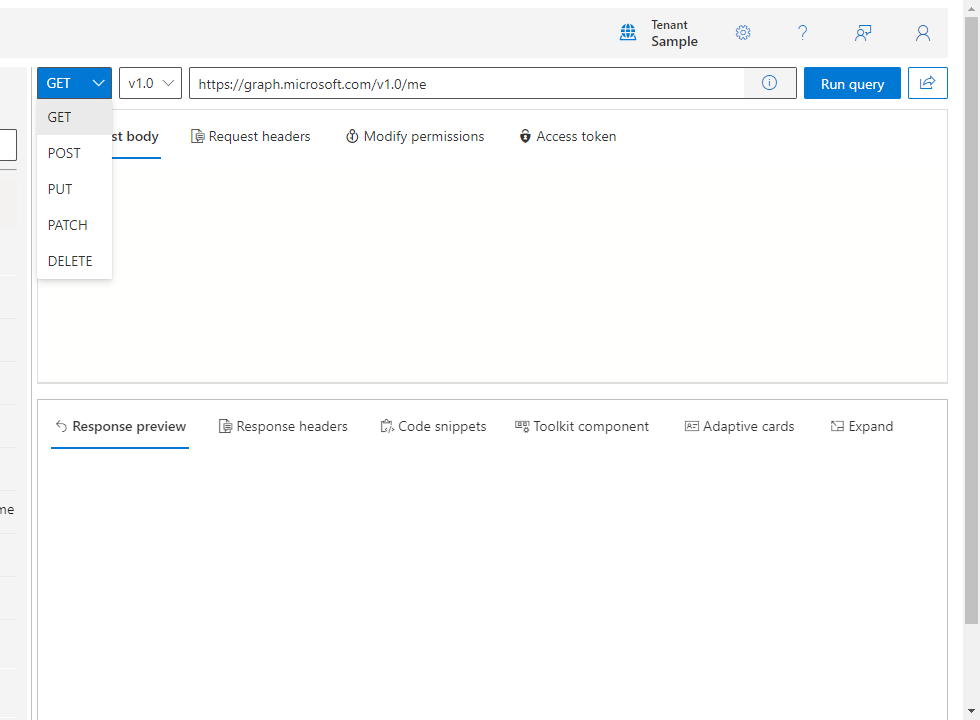 Tenant
Sample
GET
v1.0
https://graph.microsoft.com/v1.0/me
Run query
GET
POST
PUT
PATCH
DELETE
st body
Request headers
Modify permissions
Access token
Response preview
Response headers
Code snippets
Toolkit component
Adaptive cards
Expand
me